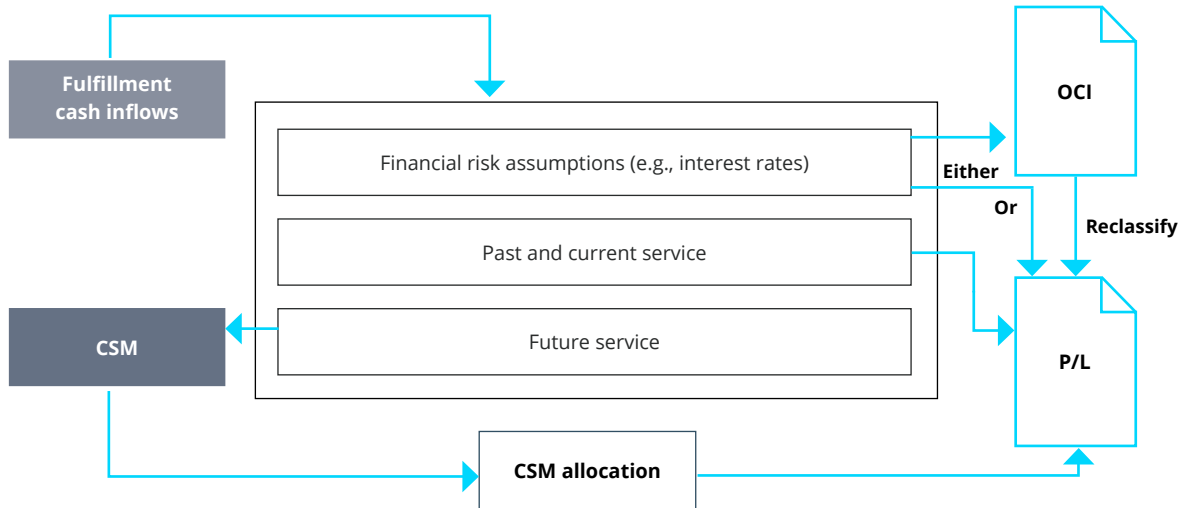 Fulfillment
cash inflows
OCI
Financial risk assumptions (e.g., interest rates)
Either
Or
Reclassify
Past and current service
CSM
Future service
P/L
CSM allocation